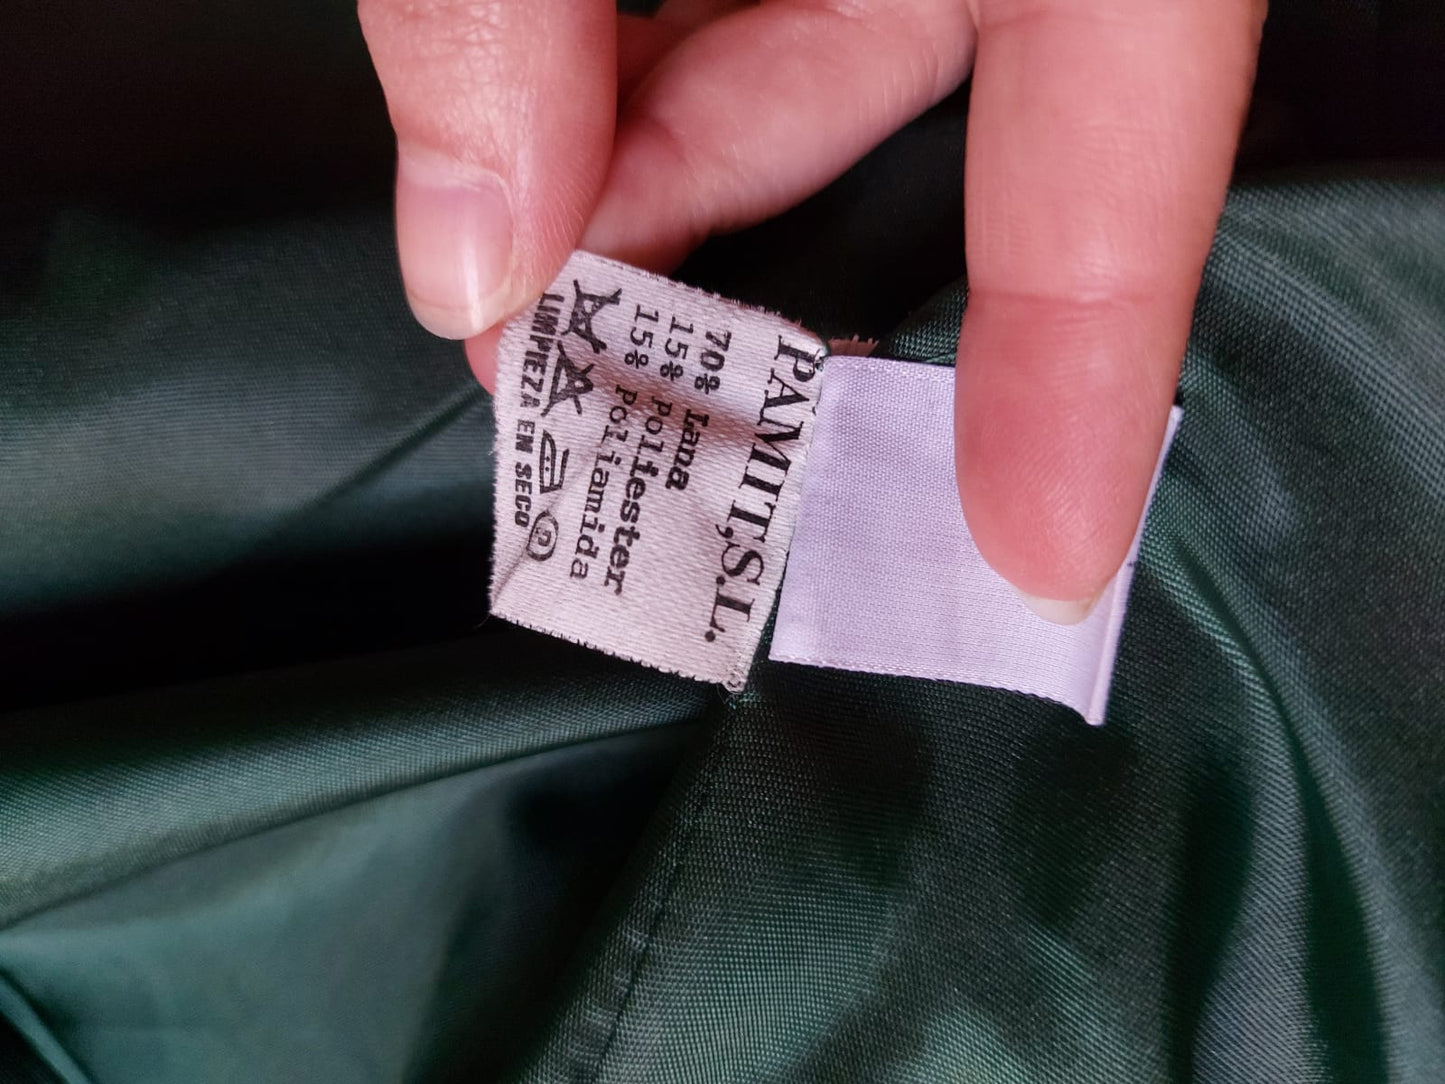 PAMIT,S.L.
70% Lana
15% poliester
15% poliamida
P
LIMPIEZA EN SECO